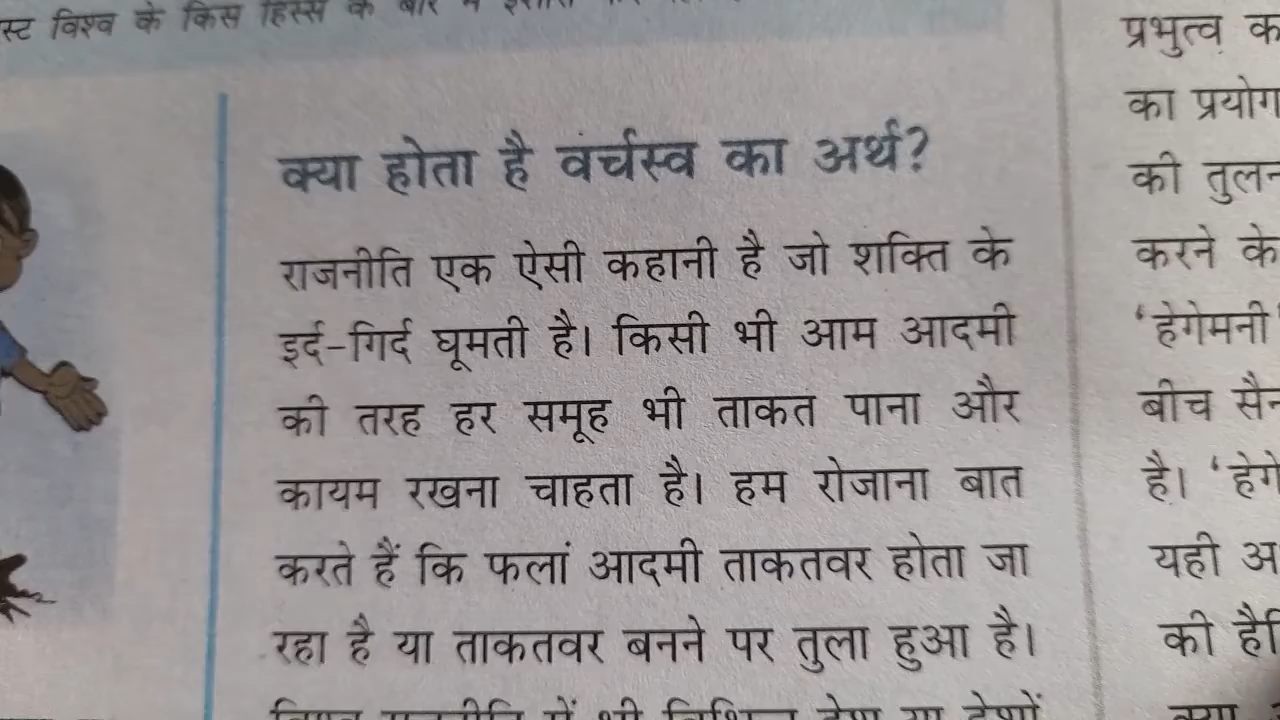 विश्व के किस हिस्से के बारे में
क्या होता है वर्चस्व का अर्थ?
राजनीति एक ऐसी कहानी है जो शक्ति के
इर्द-गिर्द घूमती है। किसी भी आम आदमी
की तरह हर समूह भी ताकत पाना और
कायम रखना चाहता है। हम रोजाना बात
करते हैं कि फलां आदमी ताकतवर होता जा
रहा है या ताकतवर बनने पर तुला हुआ है।
प्रभुत्व
का प्रयोग
की
करने के
‘हेगेमनी’
बीच
है।
यही
की